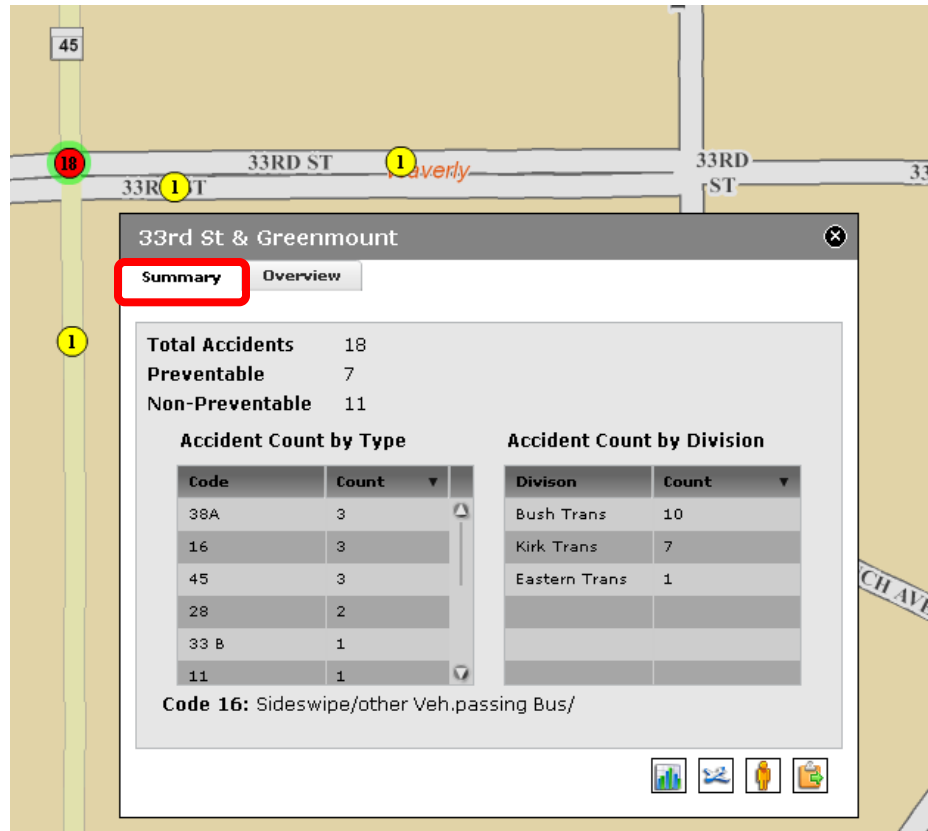 45
18
33RD ST
1
Waverly
33RD
ST
33
33RD ST
1
33rd St & Greenmount
Summary
Overview
1
Total Accidents 18
Preventable 7
Non-Preventable 11
Accident Count by Type
Accident Count by Division
Code Count
Divison Count
38A 3
Bush Trans 10
16 3
Kirk Trans 7
45 3
Eastern Trans 1
28 2
33 B 1
11 1
CH AVE
Code 16: Sideswipe/other Veh.passing Bus/